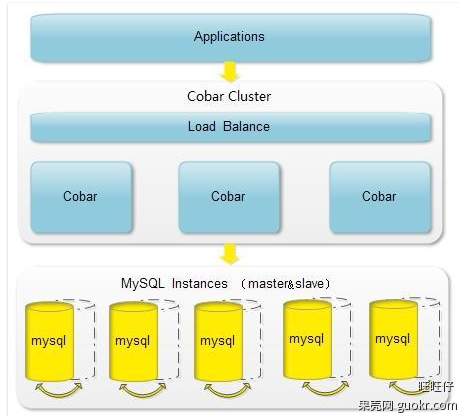 Applications
Cobar Cluster
Load Balance
Cobar Cobar Cobar
MySQL Instances （master&slave）
mysql mysql mysql mysql mysql
旺旺仔
果壳网.guokr.com